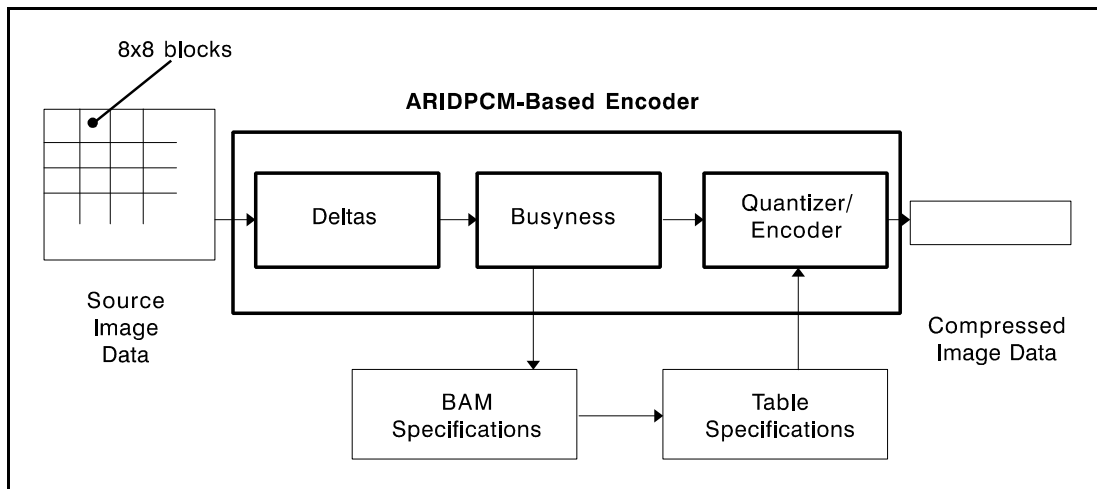 8x8 blocks
ARIDPCM-Based Encoder
Deltas
Busyness
Quantizer/
Encoder
Source
Image
Data
Compressed
Image Data
BAM
Specifications
Table
Specifications